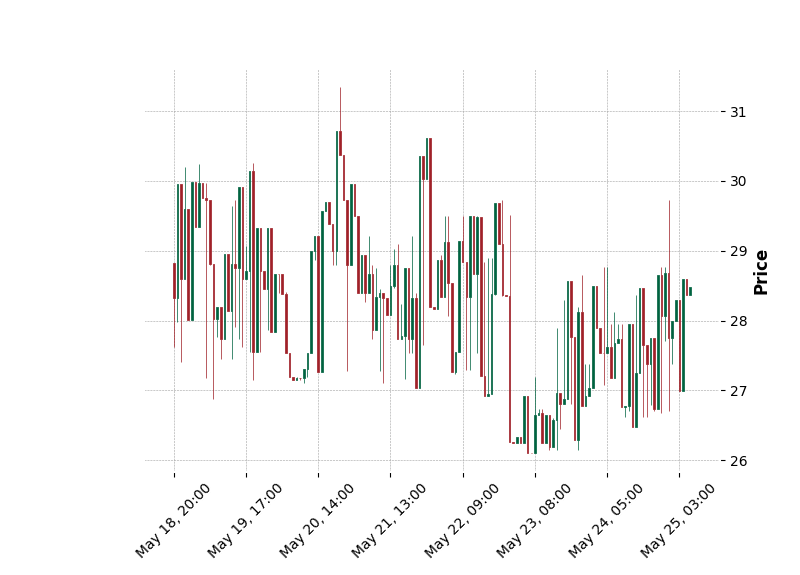 31
30
29
28
27
26
Price
May 18, 20:00
May 19, 17:00
May 20, 14:00
May 21, 13:00
May 22, 09:00
May 23, 08:00
May 24, 05:00
May 25, 03:00